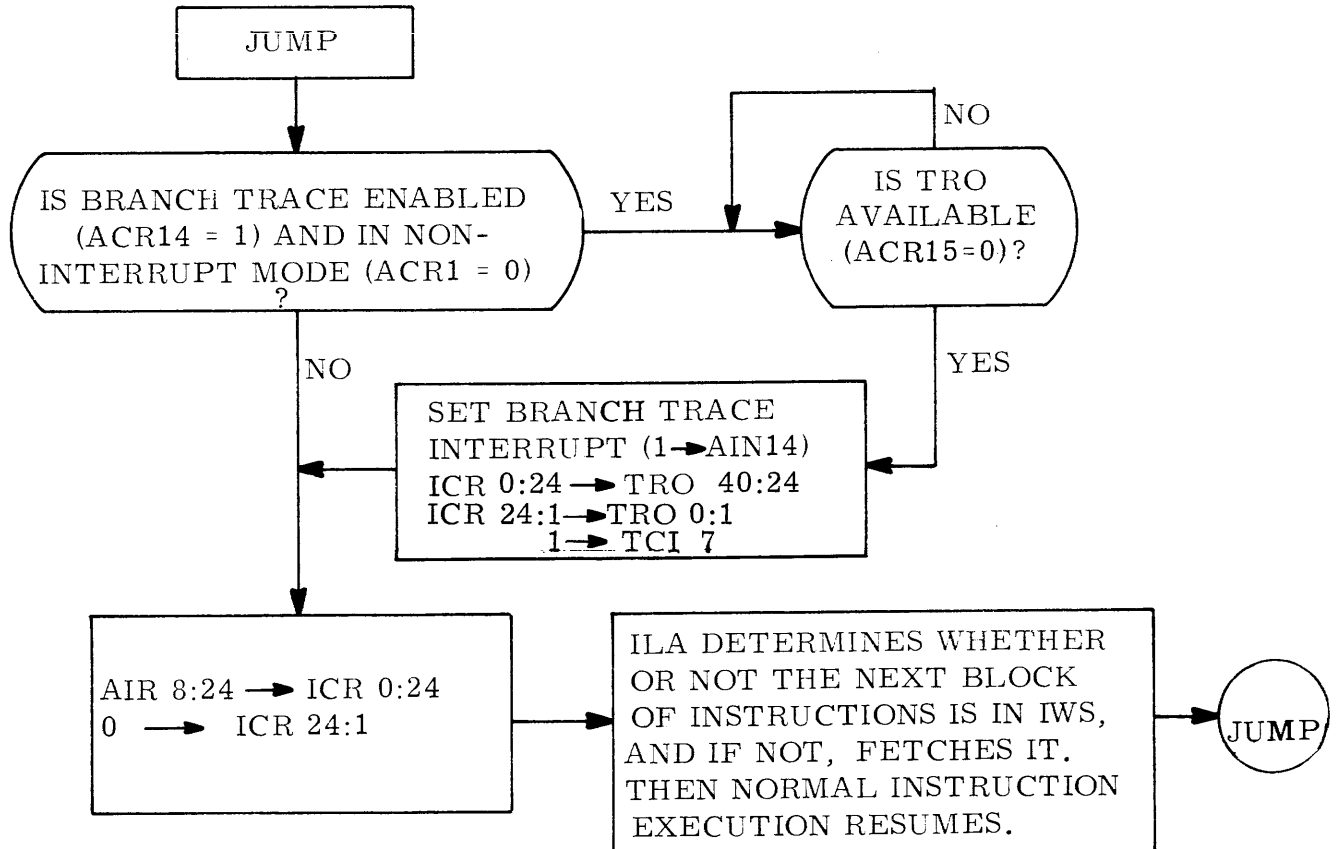 JUMP
IS BRANCH TRACE ENABLED
(ACR14 = 1) AND IN NON-
INTERRUPT MODE (ACR1 = 0)
?
YES
NO
IS TRO
AVAILABLE
(ACR15=0)?
YES
NO
SET BRANCH TRACE
INTERRUPT (1→AIN14)
ICR 0:24 → TRO 40:24
ICR 24:1→TRO 0:1
1→ TCI 7
AIR 8:24 → ICR 0:24
0 → ICR 24:1
ILA DETERMINES WHETHER
OR NOT THE NEXT BLOCK
OF INSTRUCTIONS IS IN IWS,
AND IF NOT, FETCHES IT.
THEN NORMAL INSTRUCTION
EXECUTION RESUMES.
JUMP